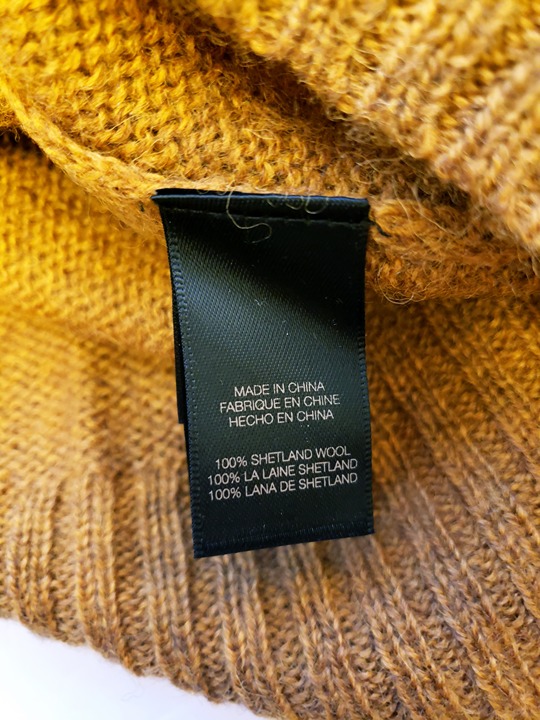 MADE IN CHINA
FABRIQUE EN CHINE
HECHO EN CHINA
100% SHETLAND WOOL
100% LA LAINE SHETLAND
100% LANA DE SHETLAND